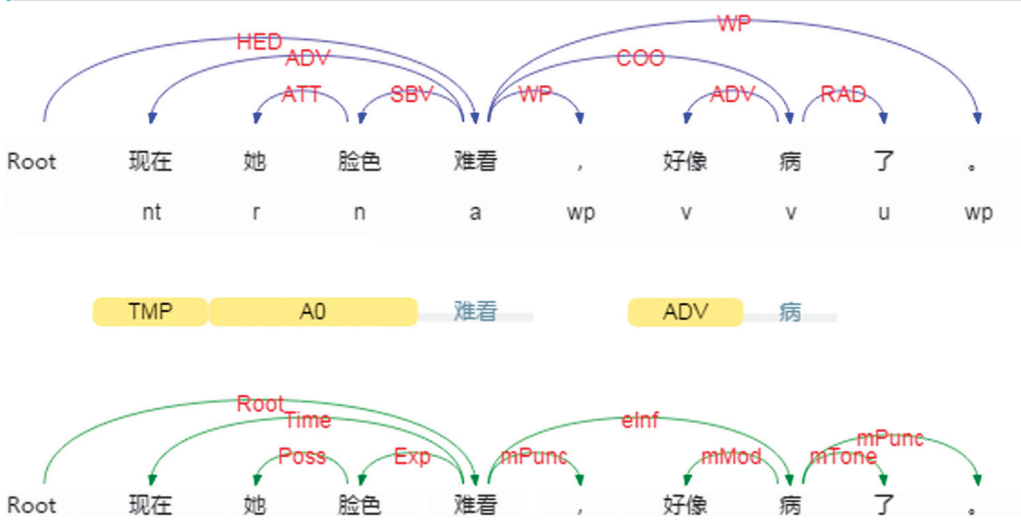 WP
HED
ADV COO
ATT SBV WP ADV RAD
Root 现在 她 脸色 难看 , 好像 病 了 。
nt r n a wp v v u wp
TMP A0 难看 ADV 病
Root
Time eInf
mPunc
Poss Exp mPunc mMod mTone
Root 现在 她 脸色 难看 , 好像 病 了 。